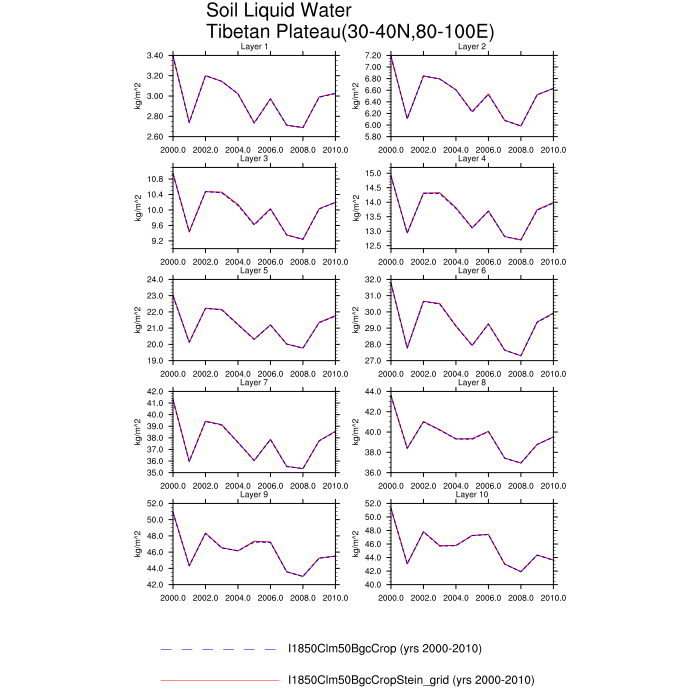 Soil Liquid Water
Tibetan Plateau(30-40N,80-100E)
Layer 1
3.40
3.20
3.00
2.80
2.60
kg/m^2
2000.0 2002.0 2004.0 2006.0 2008.0 2010.0
Layer 2
7.20
7.00
6.80
6.60
6.40
6.20
6.00
5.80
kg/m^2
2000.0 2002.0 2004.0 2006.0 2008.0 2010.0
Layer 3
10.8
10.4
10.0
9.6
9.2
kg/m^2
2000.0 2002.0 2004.0 2006.0 2008.0 2010.0
Layer 4
15.0
14.5
14.0
13.5
13.0
12.5
kg/m^2
2000.0 2002.0 2004.0 2006.0 2008.0 2010.0
Layer 5
24.0
23.0
22.0
21.0
20.0
19.0
kg/m^2
2000.0 2002.0 2004.0 2006.0 2008.0 2010.0
Layer 6
32.0
31.0
30.0
29.0
28.0
27.0
kg/m^2
2000.0 2002.0 2004.0 2006.0 2008.0 2010.0
Layer 7
42.0
41.0
40.0
39.0
38.0
37.0
36.0
35.0
kg/m^2
2000.0 2002.0 2004.0 2006.0 2008.0 2010.0
Layer 8
44.0
42.0
40.0
38.0
36.0
kg/m^2
2000.0 2002.0 2004.0 2006.0 2008.0 2010.0
Layer 9
52.0
50.0
48.0
46.0
44.0
42.0
kg/m^2
2000.0 2002.0 2004.0 2006.0 2008.0 2010.0
Layer 10
52.0
50.0
48.0
46.0
44.0
42.0
40.0
kg/m^2
2000.0 2002.0 2004.0 2006.0 2008.0 2010.0
I1850Clm50BgcCrop (yrs 2000-2010)
I1850Clm50BgcCropStein_grid (yrs 2000-2010)